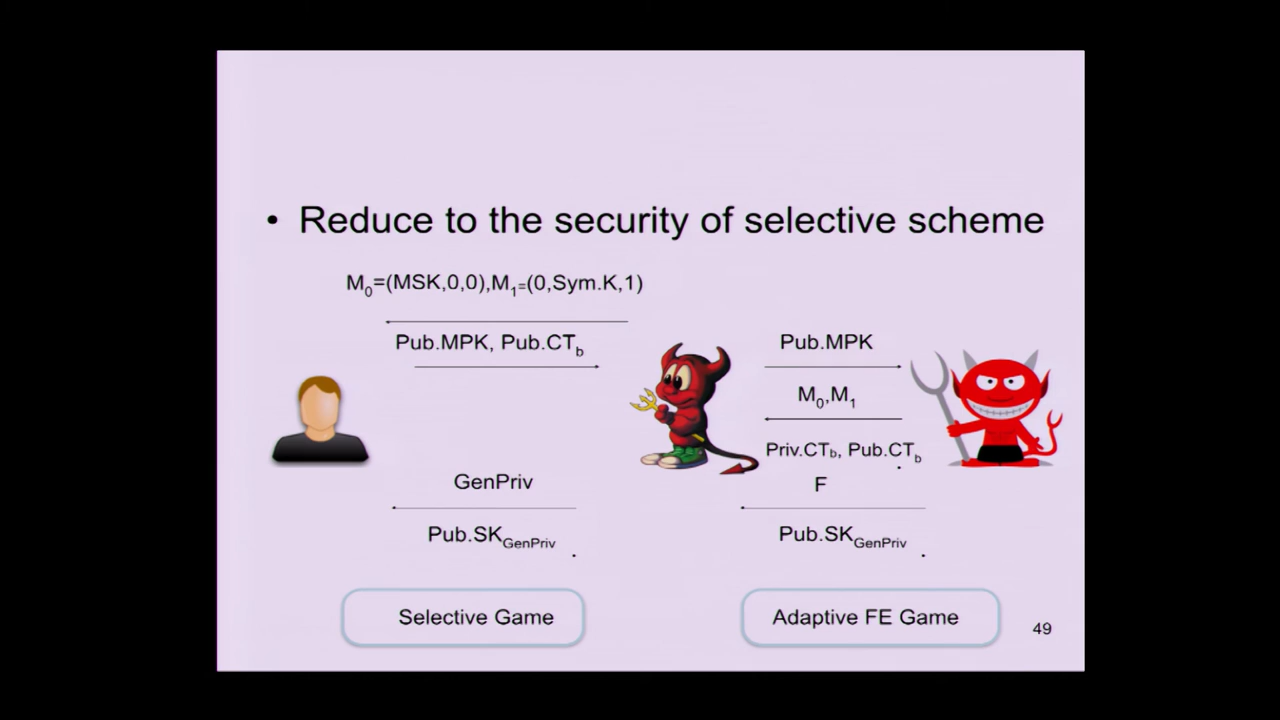 • Reduce to the security of selective scheme
M0=(MSK,0,0),M1=(0,Sym.K,1)
Pub.MPK, Pub.CTb
Pub.MPK
M0,M1
Priv.CTb, Pub.CTb
GenPriv
F
Pub.SKGenPriv
Pub.SKGenPriv
Selective Game
Adaptive FE Game
49